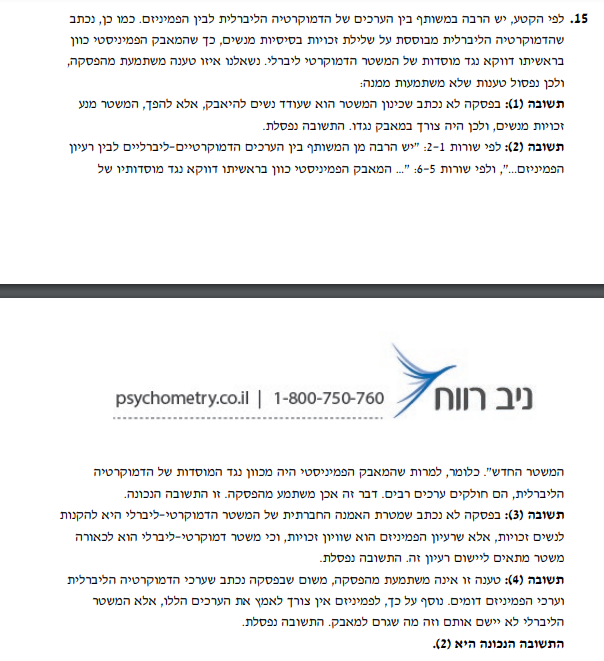 15. לפי הקטע, יש הרבה במשותף בין הערכים של הדמוקרטיה הליברלית לבין הפמיניזם. כמו כן, נכתב
שהדמוקרטיה הליברלית מבוססת על שלילת זכויות בסיסיות מנשים, כך שהמאבק הפמיניסטי כוון
בראשיתו דווקא נגד מוסדות של המשטר הדמוקרטי ליברלי. נשאלנו איזו טענה משתמעת מהפסקה,
ולכן נפסול טענות שלא משתמעות ממנה:
תשובה (1): בפסקה לא נכתב שכינון המשטר הוא שעודד נשים להיאבק, אלא להפך, המשטר מנע
זכויות מנשים, ולכן היה צורך במאבק נגדו. התשובה נפסלת.
תשובה (2): לפי שורות 2-1: "יש הרבה מן המשותף בין הערכים הדמוקרטיים-ליברליים לבין רעיון
הפמיניזם...", ולפי שורות 6-5: "... המאבק הפמיניסטי כוון בראשיתו דווקא נגד מוסדותיו של
ניב רווח
psychometry.co.il | 1-800-750-760
המשטר החדש". כלומר, למרות שהמאבק הפמיניסטי היה מכוון נגד המוסדות של הדמוקרטיה
הליברלית, הם חולקים ערכים רבים. דבר זה אכן משתמע מהפסקה. זו התשובה הנכונה.
תשובה (3): בפסקה לא נכתב שמטרת האמנה החברתית של המשטר הדמוקרטי-ליברלי היא להקנות
לנשים זכויות, אלא שרעיון הפמיניזם הוא שוויון זכויות, וכי משטר דמוקרטי-ליברלי הוא לכאורה
משטר מתאים ליישום רעיון זה. התשובה נפסלת.
תשובה (4): טענה זו אינה משתמעת מהפסקה, משום שבפסקה נכתב שערכי הדמוקרטיה הליברלית
וערכי הפמיניזם דומים. נוסף על כך, לפמיניזם אין צורך לאמץ את הערכים הללו, אלא המשטר
הליברלי לא יישם אותם וזה מה שגרם למאבק. התשובה נפסלת.
התשובה הנכונה היא (2).